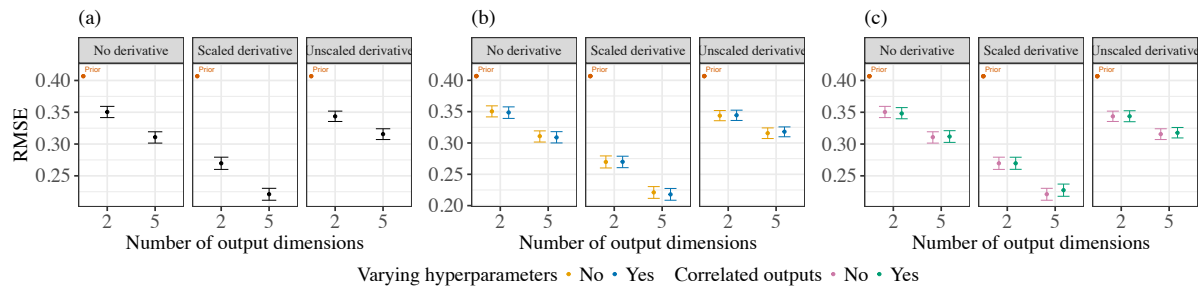 (a)
No derivative
Scaled derivative
Unscaled derivative
Prior
Prior
Prior
0.40
0.35
0.30
0.25
RMSE
2
5
2
5
2
5
Number of output dimensions
(b)
No derivative
Scaled derivative
Unscaled derivative
Prior
Prior
Prior
0.40
0.35
0.30
0.25
0.20
2
5
2
5
2
5
Number of output dimensions
(c)
No derivative
Scaled derivative
Unscaled derivative
Prior
Prior
Prior
0.40
0.35
0.30
0.25
2
5
2
5
2
5
Number of output dimensions
Varying hyperparameters No Yes Correlated outputs No Yes